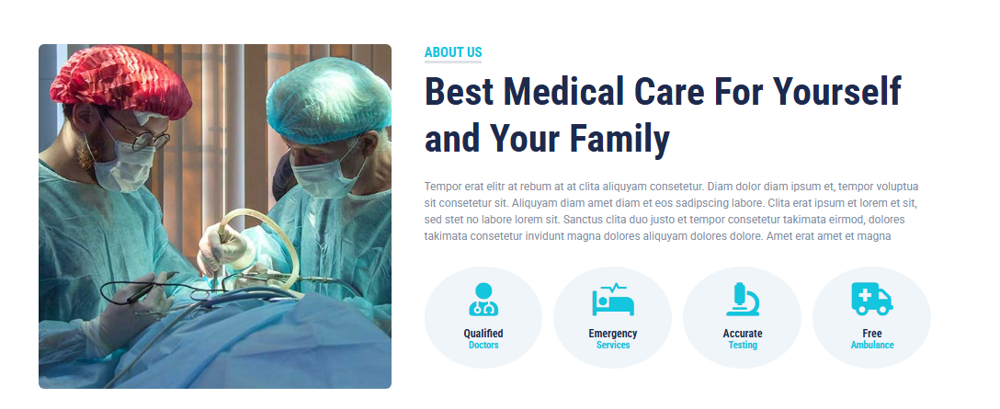 ABOUT US
Best Medical Care For Yourself
and Your Family
Tempor erat elitr at rebum at at clita aliquyam consetetur. Diam dolor diam ipsum et, tempor voluptua
sit consetetur sit. Aliquyam diam amet diam et eos sadipscing labore. Clita erat ipsum et lorem et sit,
sed stet no labore lorem sit. Sanctus clita duo justo et tempor consetetur takimata eirmod, dolores
takimata consetetur invidunt magna dolores aliquyam dolores dolore. Amet erat amet et magna
Qualified
Doctors
Emergency
Services
Accurate
Testing
Free
Ambulance